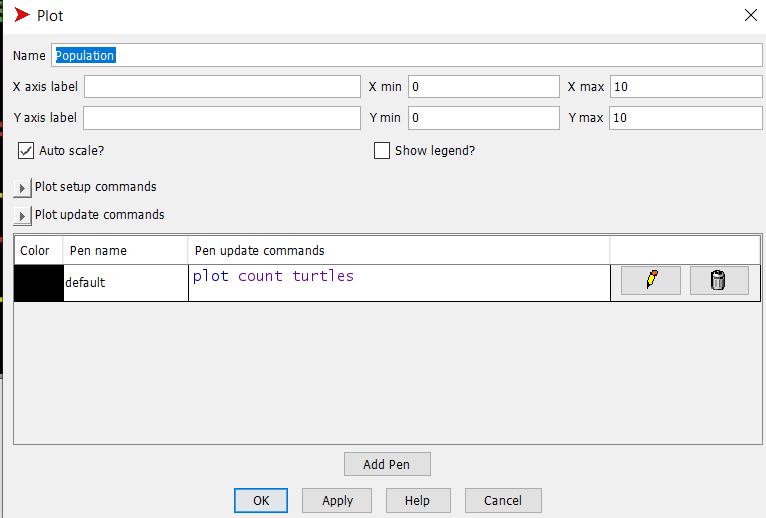 Plot
Name Population
X axis label X min 0 X max 10
Y axis label Y min 0 Y max 10
Auto scale? Show legend?
Plot setup commands
Plot update commands
Color Pen name Pen update commands
default plot count turtles
Add Pen
OK Apply Help Cancel